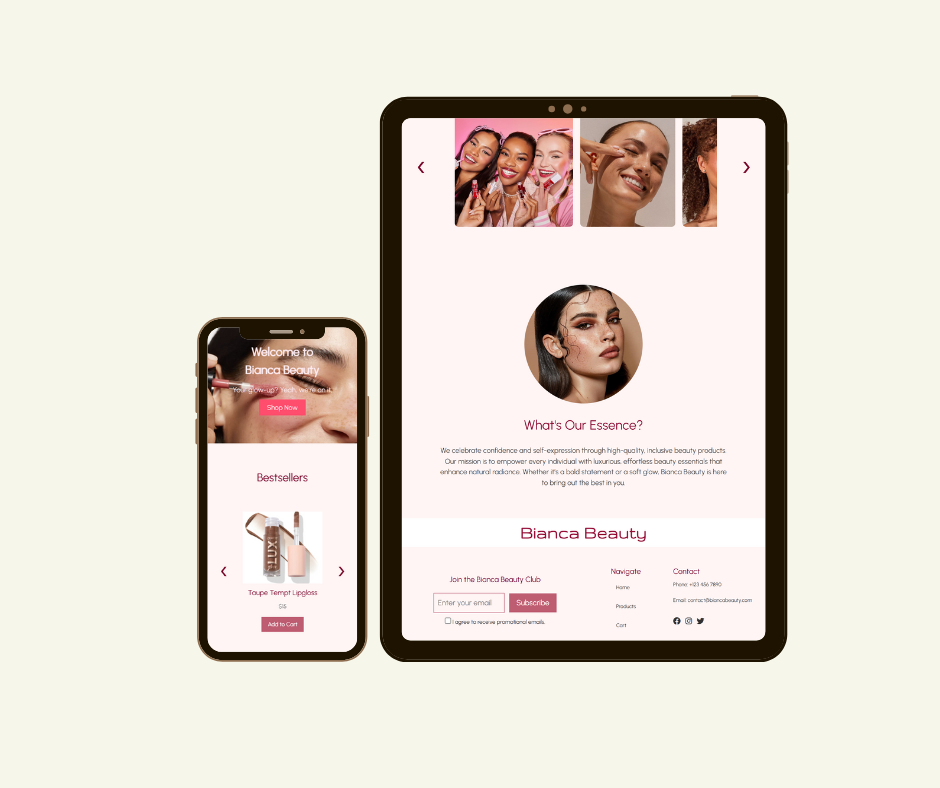 Welcome to
Bianca Beauty
"Your glow-up? Yeah, we're on it."
Shop Now
Bestsellers
LUX
Taupe Tempt Lipgloss
Add to Cart
What's Our Essence?
We celebrate confidence and self-expression through high-quality, inclusive beauty products.
Our mission is to empower every individual with luxurious, effortless beauty essentials that
enhance natural radiance. Whether it's a bold statement or a soft glow, Bianca Beauty is here
to bring out the best in you.
Bianca Beauty
Join the Bianca Beauty Club
Enter your email
Subscribe
I agree to receive promotional emails.
Navigate
Home
Products
Cart
Contact
Phone: +123 456 7890
Email: contact@biancabeauty.com